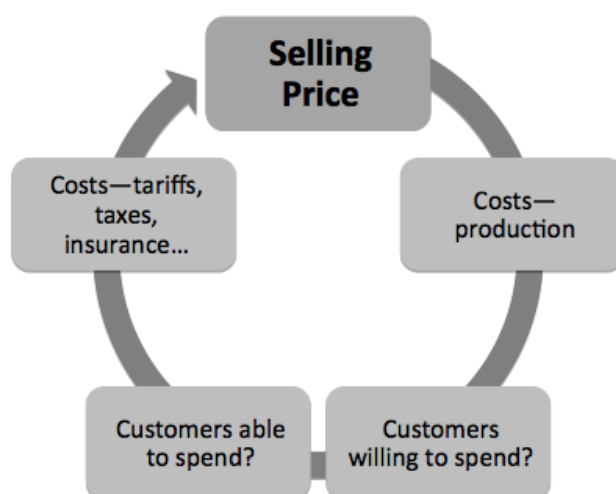 Selling
Price
Costs—
production
Customers
willing to spend?
Customers able
to spend?
Costs—tariffs,
taxes,
insurance…